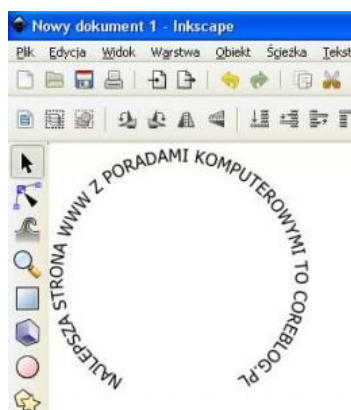 Nowy dokument 1 - Inkscape
Plik Edycja Widok Warstwa Obiekt Ścieżka Tekst
NAJLEPSZA STRONA WWW Z PORADAMI KOMPUTEROWYMI TO COREBLOG.PL